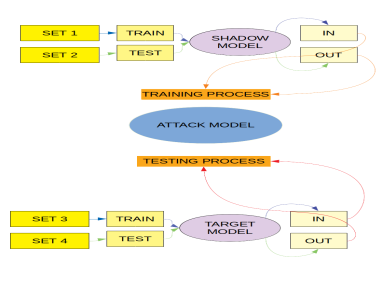 SET 1
TRAIN
SHADOW
MODEL
IN
SET 2
TEST
OUT
TRAINING PROCESS
ATTACK MODEL
TESTING PROCESS
SET 3
TRAIN
TARGET
MODEL
IN
SET 4
TEST
OUT